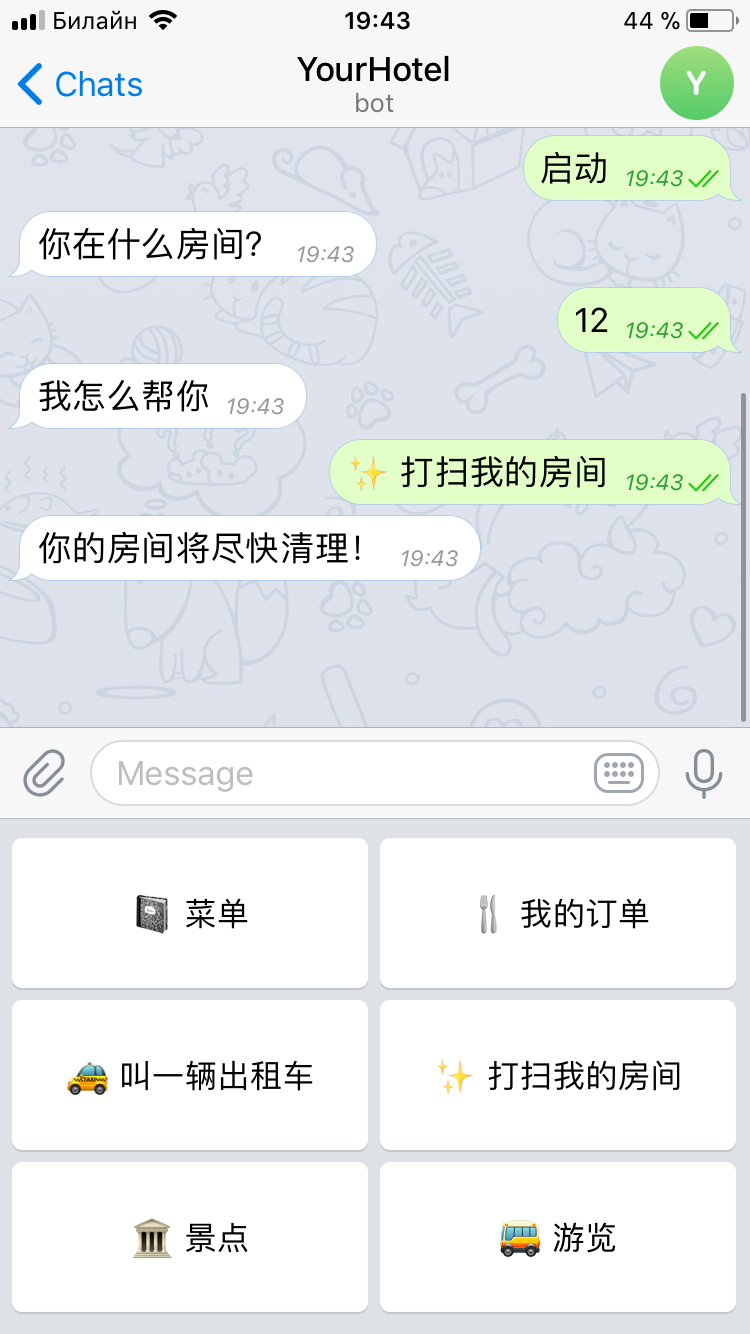 Билайн 19:43 44 %
Chats YourHotel Y
bot
启动 19:43
你在什么房间? 19:43
12 19:43
我怎么帮你 19:43
✨ 打扫我的房间 19:43
你的房间将尽快清理! 19:43
Message
菜单
我的订单
叫一辆出租车
✨ 打扫我的房间
景点
游览